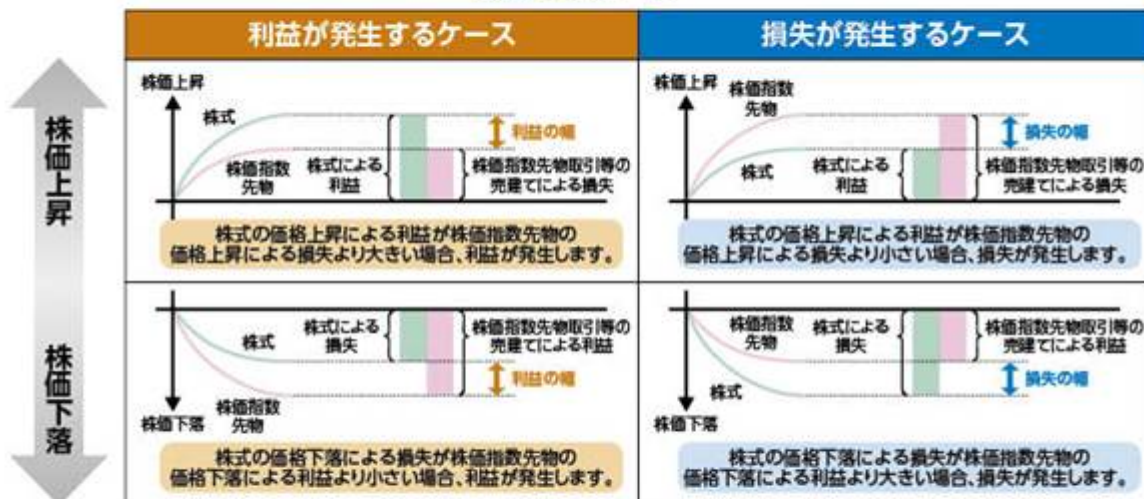 利益が発生するケース
損失が発生するケース
株価上昇
株価下落
株価上昇
株式
株価指数
先物
株式による
利益
利益の幅
株価指数先物取引等の
売建てによる損失
株式の価格上昇による利益が株価指数先物の
価格上昇による損失より大きい場合、利益が発生します。
株価上昇
株価指数
先物
株式
株式による
利益
損失の幅
株価指数先物取引等の
売建てによる損失
株式の価格上昇による利益が株価指数先物の
価格上昇による損失より小さい場合、損失が発生します。
株式
株式による
損失
株価指数先物取引等の
売建てによる利益
利益の幅
株価下落
株価指数
先物
株式の価格下落による損失が株価指数先物の
価格下落による利益より小さい場合、利益が発生します。
株価指数
先物
株式による
損失
株価指数先物取引等の
売建てによる利益
損失の幅
株式
株価下落
株式の価格下落による損失が株価指数先物の
価格下落による利益より大きい場合、損失が発生します。